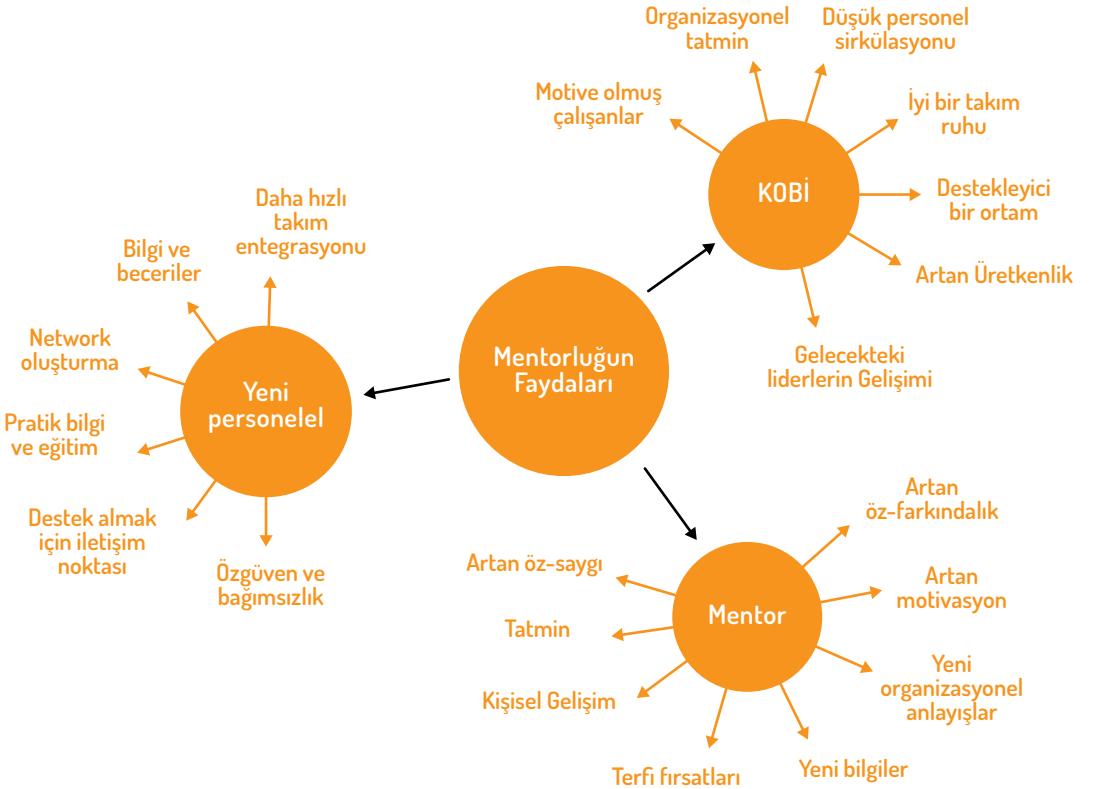 Organizasyonel
tatmin
Düşük personel
sirkülasyonu
Motive olmuş
çalışanlar
İyi bir takım
ruhu
KOBİ
Destekleyici
bir ortam
Artan Üretkenlik
Gelecekteki
liderlerin Gelişimi
Mentorluğun
Faydaları
Daha hızlı
takım
entegrasyonu
Bilgi ve
beceriler
Network
oluşturma
Yeni
personelel
Pratik bilgi
ve eğitim
Destek almak
için iletişim
noktası
Özgüven ve
bağımsızlık
Artan
öz-farkındalık
Artan öz-saygı
Artan
motivasyon
Mentor
Tatmin
Yeni
organizasyonel
anlayışlar
Kişisel Gelişim
Terfi fırsatları
Yeni bilgiler